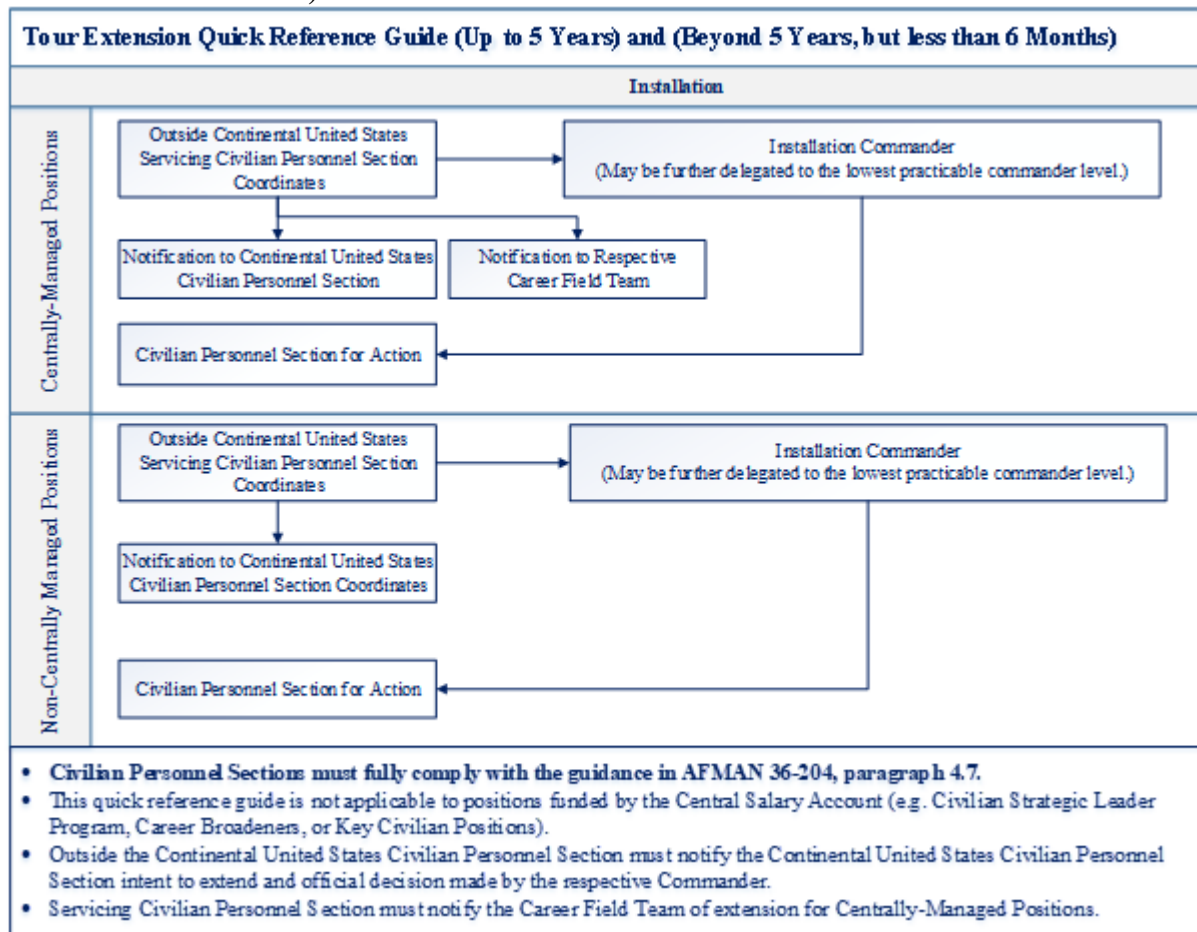 Tour Extension Quick Reference Guide (Up to 5 Years) and (Beyond 5 Years, but less than 6 Months)
Installation
Centrally-Managed Positions
Outside Continental United States
Servicing Civilian Personnel Section
Coordinates
Installation Commander
(May be further delegated to the lowest practicable commander level.)
Notification to Continental United States
Civilian Personnel Section
Notification to Respective
Career Field Team
Civilian Personnel Section for Action
Non-Centrally Managed Positions
Outside Continental United States
Servicing Civilian Personnel Section
Coordinates
Installation Commander
(May be further delegated to the lowest practicable commander level.)
Notification to Continental United States
Civilian Personnel Section Coordinates
Civilian Personnel Section for Action
• Civilian Personnel Sections must fully comply with the guidance in AFMAN 36-204, paragraph 4.7.
• This quick reference guide is not applicable to positions funded by the Central Salary Account (e.g. Civilian Strategic Leader
Program, Career Broadeners, or Key Civilian Positions).
• Outside the Continental United States Civilian Personnel Section must notify the Continental United States Civilian Personnel
Section intent to extend and official decision made by the respective Commander.
• Servicing Civilian Personnel Section must notify the Career Field Team of extension for Centrally-Managed Positions.